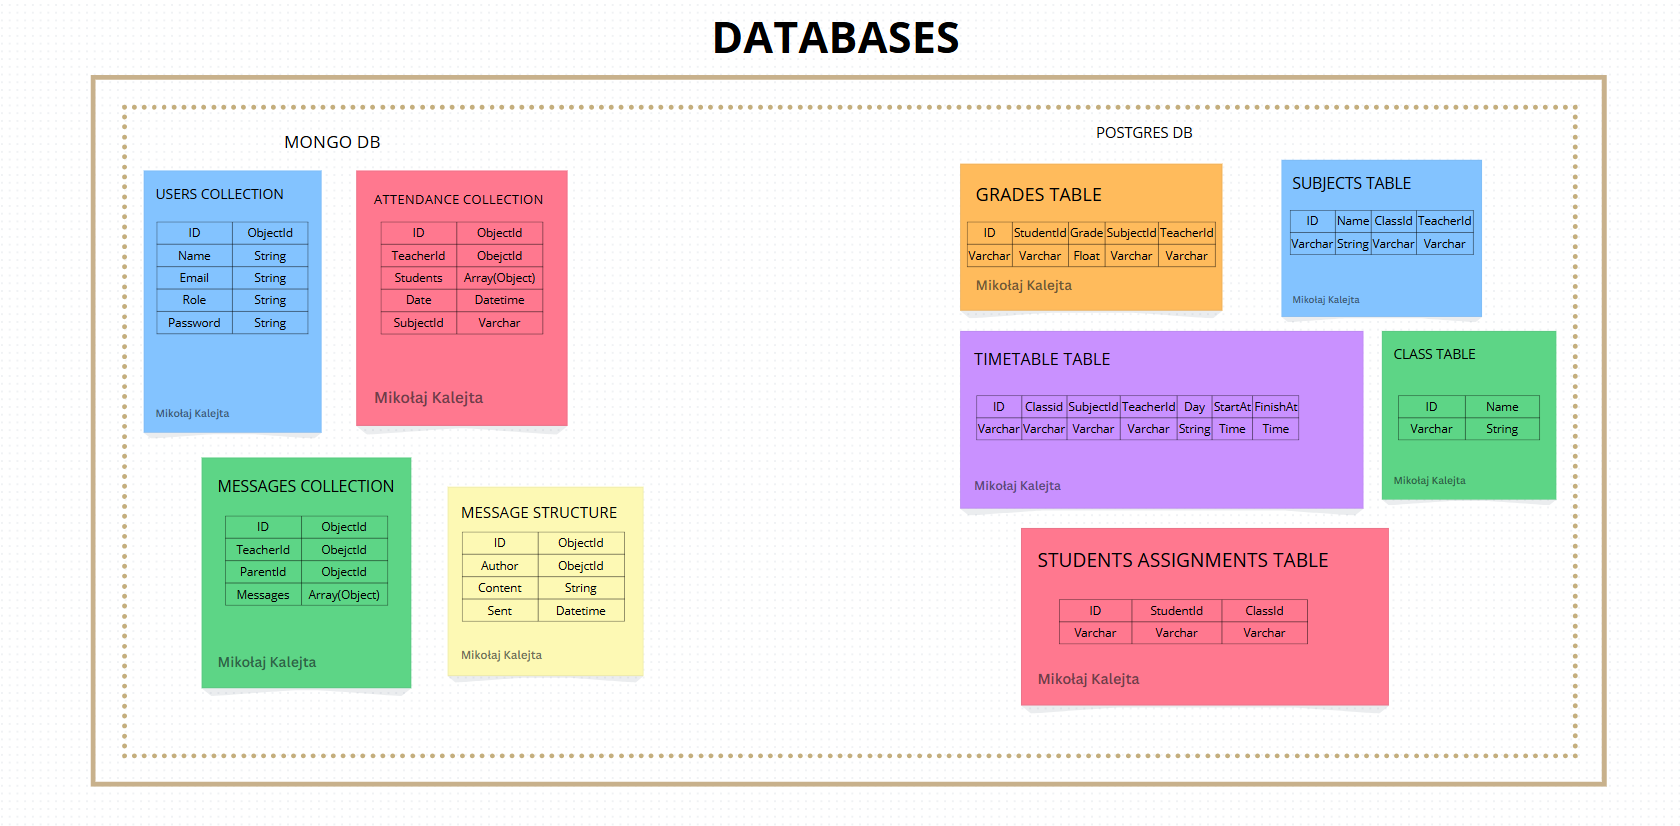 DATABASES
MONGO DB
USERS COLLECTION
ID ObjectId
Name String
Email String
Role String
Password String
Mikołaj Kalejta
ATTENDANCE COLLECTION
ID ObjectId
TeacherId ObejctId
Students Array(Object)
Date Datetime
SubjectId Varchar
Mikołaj Kalejta
MESSAGES COLLECTION
ID ObjectId
TeacherId ObejctId
ParentId ObjectId
Messages Array(Object)
Mikołaj Kalejta
MESSAGE STRUCTURE
ID ObjectId
Author ObejctId
Content String
Sent Datetime
Mikołaj Kalejta
POSTGRES DB
GRADES TABLE
ID StudentId Grade SubjectId TeacherId
Varchar Varchar Float Varchar Varchar
Mikołaj Kalejta
SUBJECTS TABLE
ID Name ClassId TeacherId
Varchar String Varchar Varchar
Mikołaj Kalejta
TIMETABLE TABLE
ID Classid SubjectId TeacherId Day StartAt FinishAt
Varchar Varchar Varchar Varchar String Time Time
Mikołaj Kalejta
CLASS TABLE
ID Name
Varchar String
Mikołaj Kalejta
STUDENTS ASSIGNMENTS TABLE
ID StudentId ClassId
Varchar Varchar Varchar
Mikołaj Kalejta